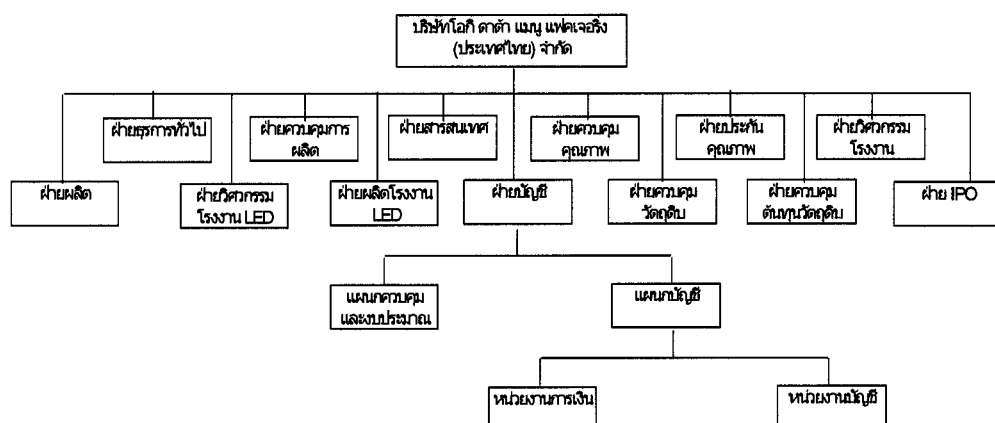 บริษัทโอกิ ดาต้า แมนู แฟคเจอริ่ง
(ประเทศไทย) จำกัด
ฝ่ายธุรการทั่วไป
ฝ่ายควบคุมการ
ผลิต
ฝ่ายสารสนเทศ
ฝ่ายควบคุม
คุณภาพ
ฝ่ายประกัน
คุณภาพ
ฝ่ายวิศวกรรม
โรงงาน
ฝ่ายผลิต
ฝ่ายวิศวกรรม
โรงงาน LED
ฝ่ายผลิตโรงงาน
LED
ฝ่ายบัญชี
ฝ่ายควบคุม
วัตถุดิบ
ฝ่ายควบคุม
ต้นทุนวัตถุดิบ
ฝ่าย IPO
แผนกควบคุม
และงบประมาณ
แผนกบัญชี
หน่วยงานการเงิน
หน่วยงานบัญชี